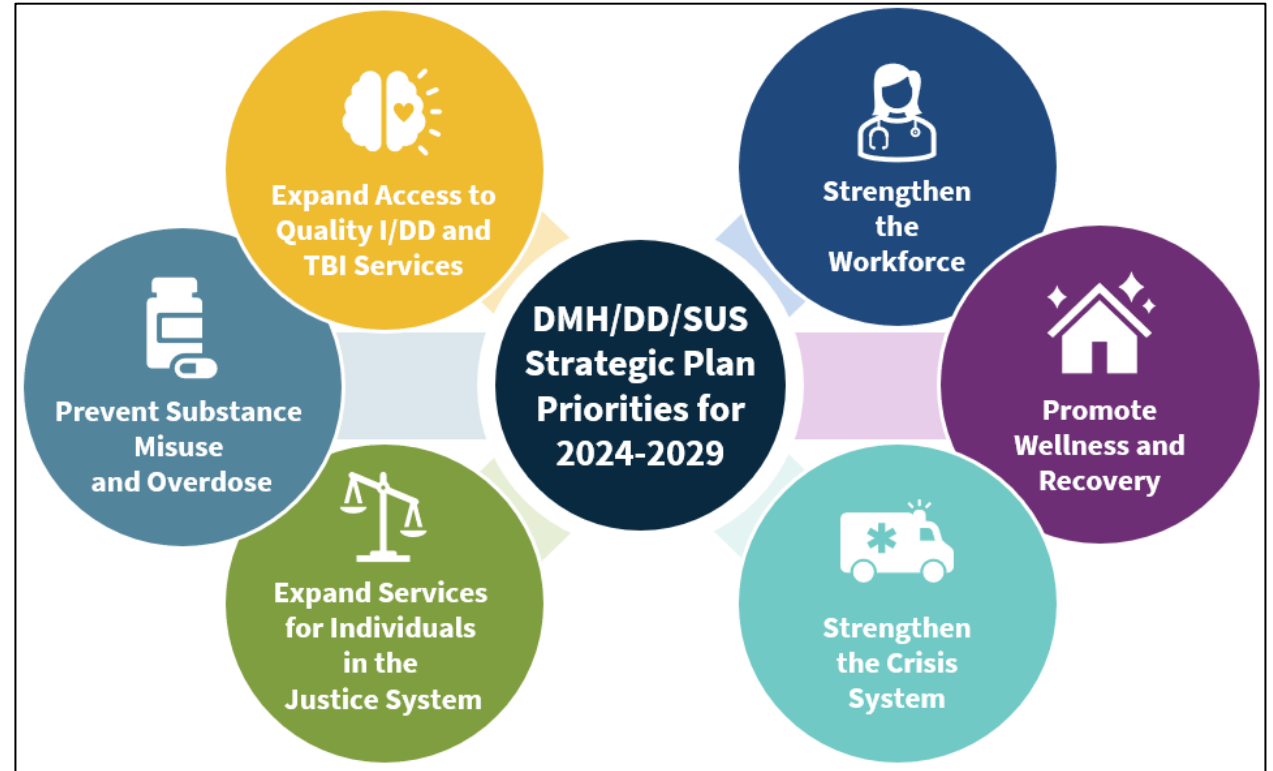 Expand Access to
Quality I/DD and
TBI Services
Strengthen
the
Workforce
Prevent Substance
Misuse
and Overdose
DMH/DD/SUS
Strategic Plan
Priorities for
2024-2029
Promote
Wellness and
Recovery
Expand Services
for Individuals
in the
Justice System
Strengthen
the Crisis
System